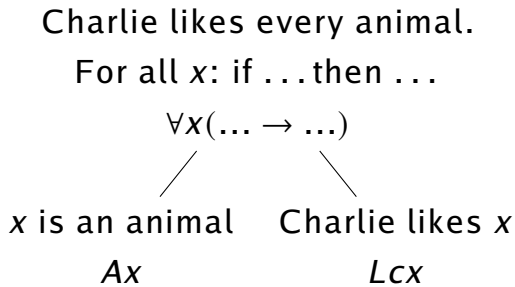 Charlie likes every animal.
For all x: if ... then ...
∀x(... → ...)
x is an animal Charlie likes x
Ax Lcx